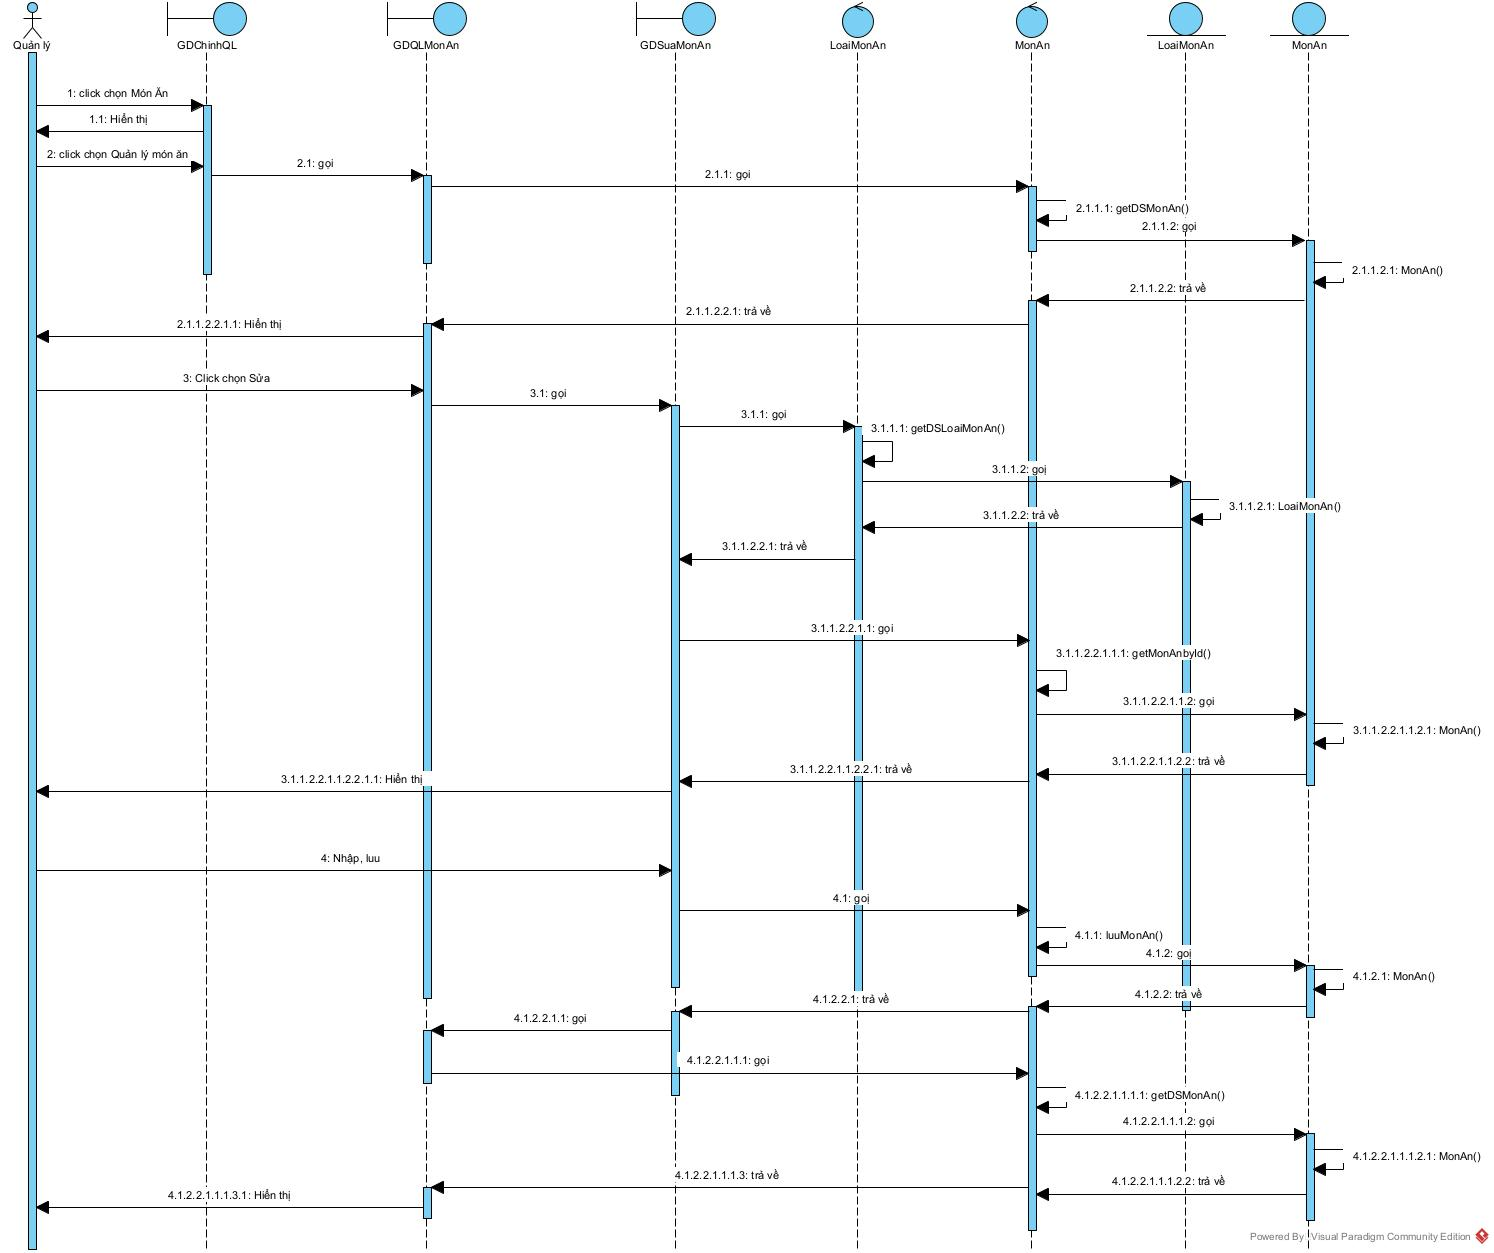 Quản lý
GDChinhQL
GDQLMonAn
GDSuaMonAn
LoaiMonAn
MonAn
LoaiMonAn
MonAn
1: click chọn Món Ăn
1.1: Hiển thị
2: click chọn Quản lý món ăn
2.1: gọi
2.1.1: gọi
2.1.1.1: getDSMonAn()
2.1.1.2: gọi
2.1.1.2.1: MonAn()
2.1.1.2.2: trả về
2.1.1.2.2.1: trả về
2.1.1.2.2.1.1: Hiển thị
3: Click chọn Sửa
3.1: gọi
3.1.1: gọi
3.1.1.1: getDSLoaiMonAn()
3.1.1.2: goị
3.1.1.2.1: LoaiMonAn()
3.1.1.2.2: trả về
3.1.1.2.2.1: trả về
3.1.1.2.2.1.1: gọi
3.1.1.2.2.1.1.1: getMonAnbyId()
3.1.1.2.2.1.1.2: gọi
3.1.1.2.2.1.1.2.1: MonAn()
3.1.1.2.2.1.1.2.2: trả về
3.1.1.2.2.1.1.2.2.1: trả về
3.1.1.2.2.1.1.2.2.1.1: Hiển thị
4: Nhập, luu
4.1: goị
4.1.1: luuMonAn()
4.1.2: goị
4.1.2.1: MonAn()
4.1.2.2: trả về
4.1.2.2.1: trả về
4.1.2.2.1.1: gọi
4.1.2.2.1.1.1: gọi
4.1.2.2.1.1.1.1: getDSMonAn()
4.1.2.2.1.1.1.2: gọi
4.1.2.2.1.1.1.2.1: MonAn()
4.1.2.2.1.1.1.3: trả về
4.1.2.2.1.1.1.2.2: trả về
4.1.2.2.1.1.1.3.1: Hiển thị
Powered By Visual Paradigm Community Edition